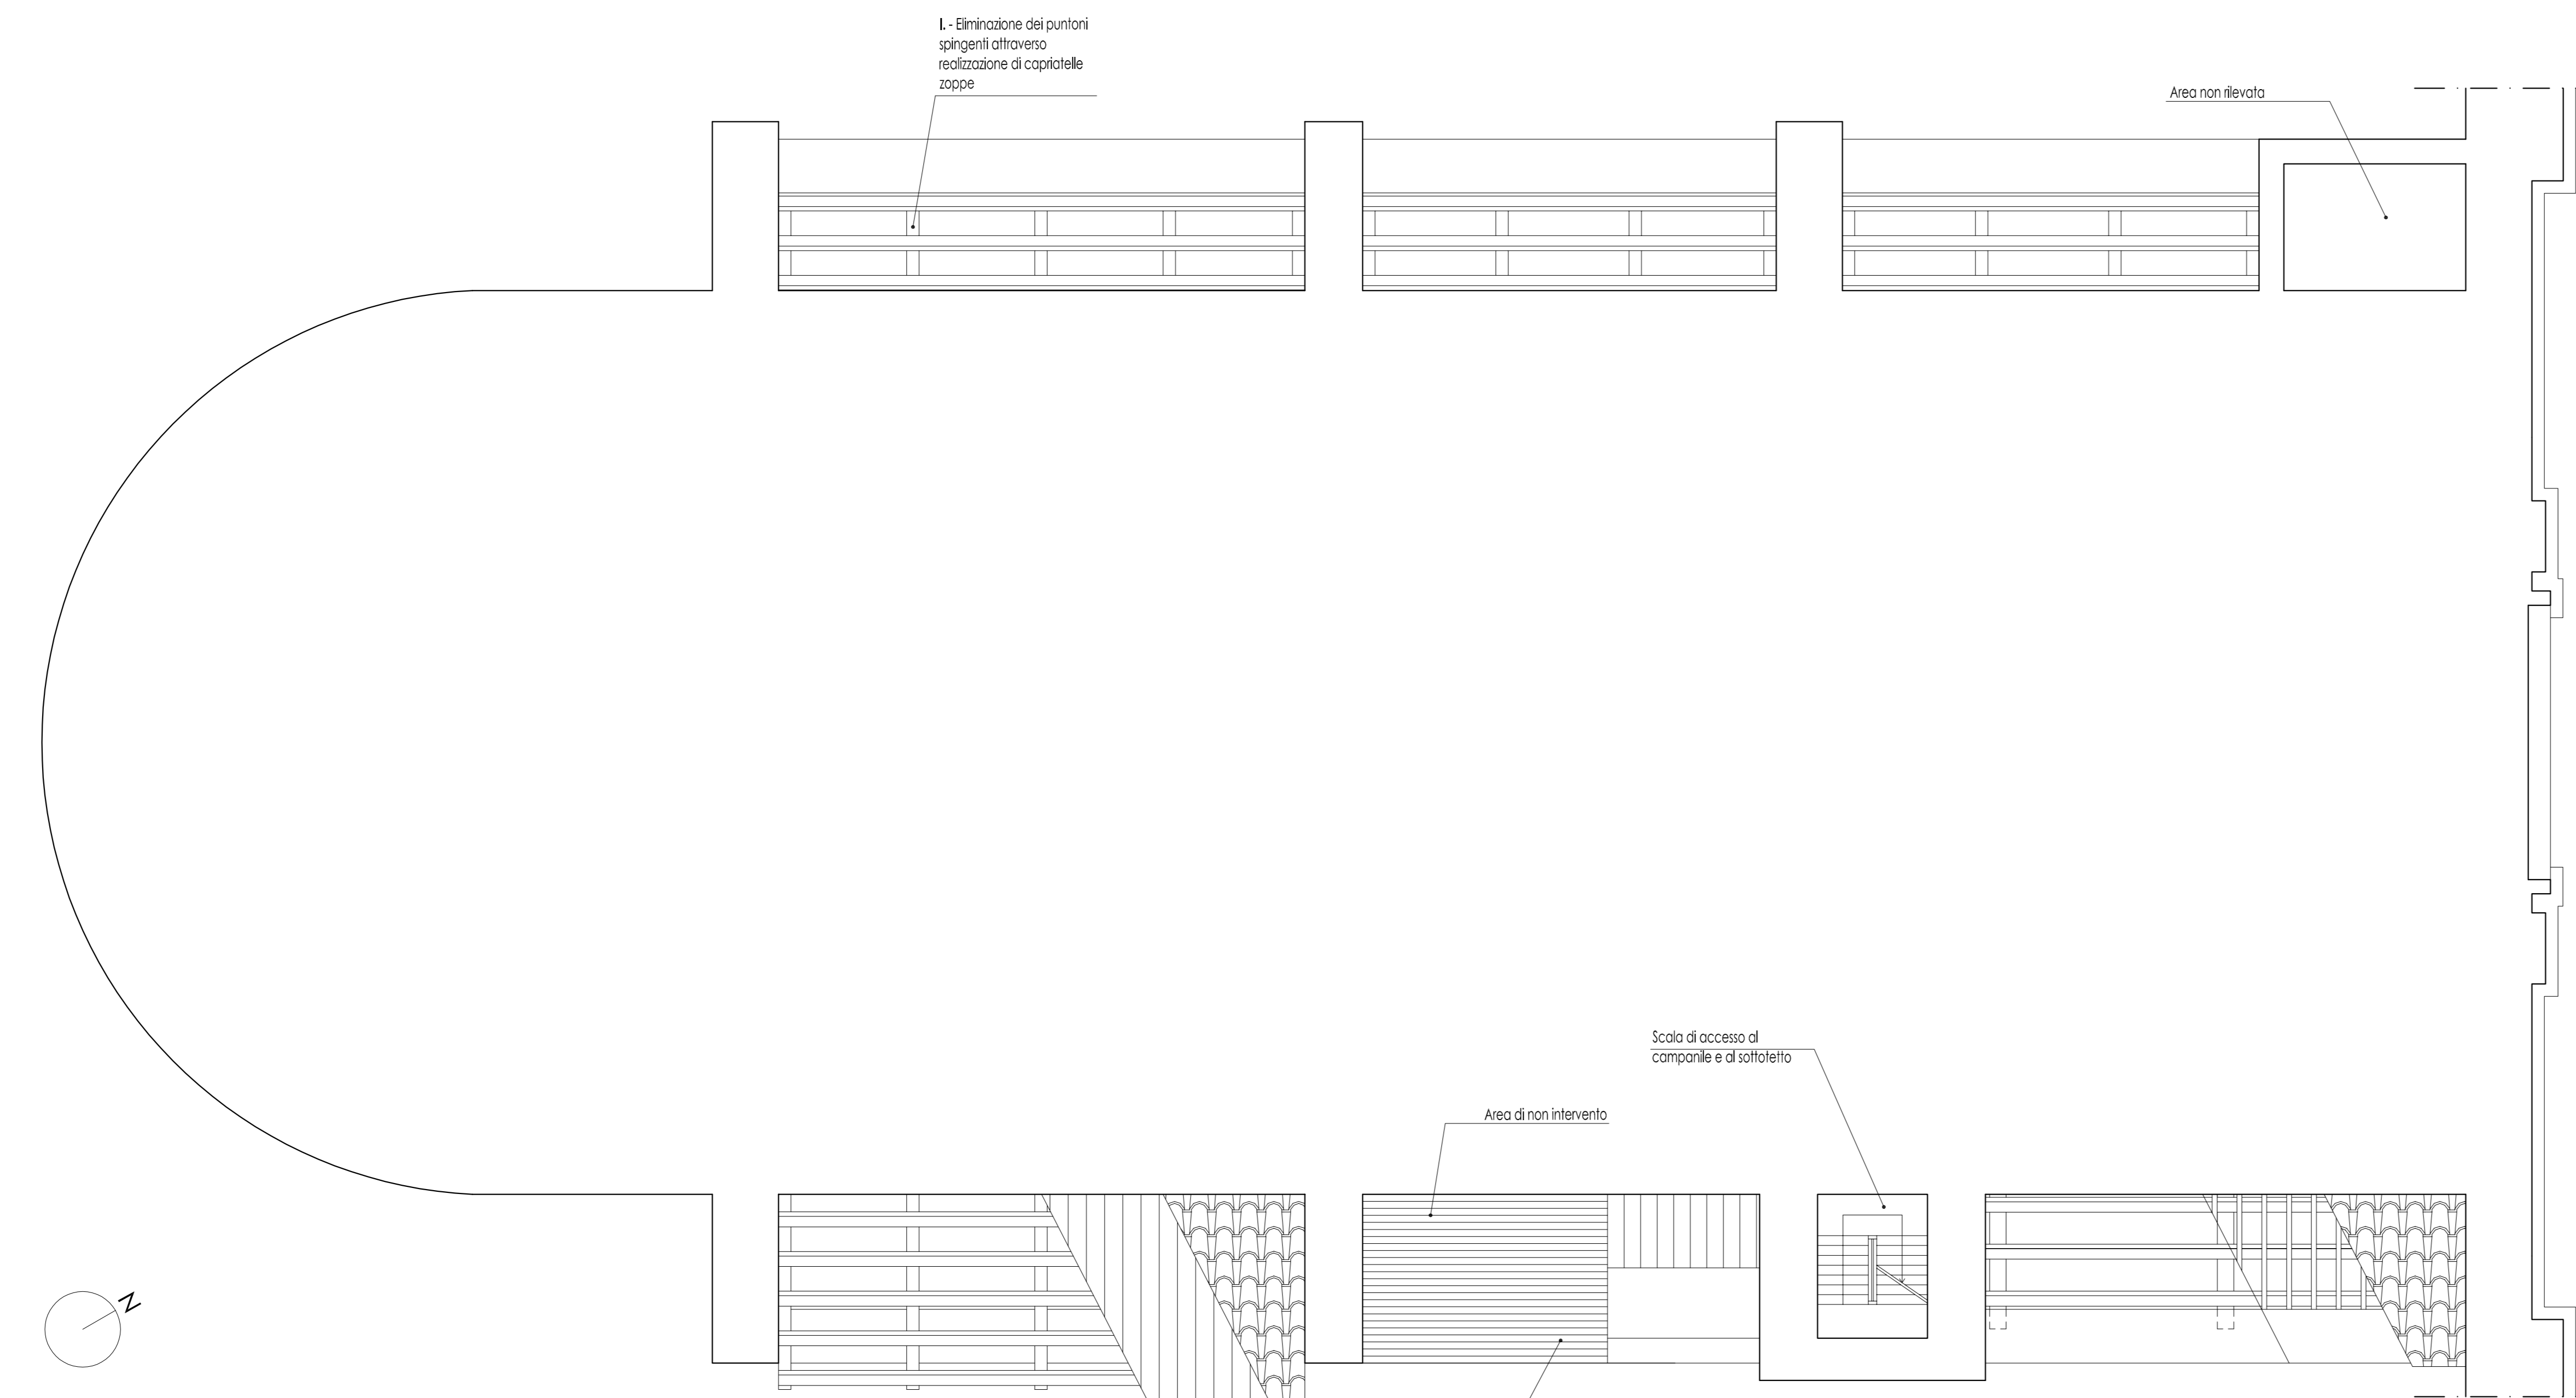 I. - Eliminazione dei puntoni
spingenti attraverso
realizzazione di capriatelle
zoppe
Area non rilevata
Scala di accesso al
campanile e al sottotetto
Area di non intervento
N